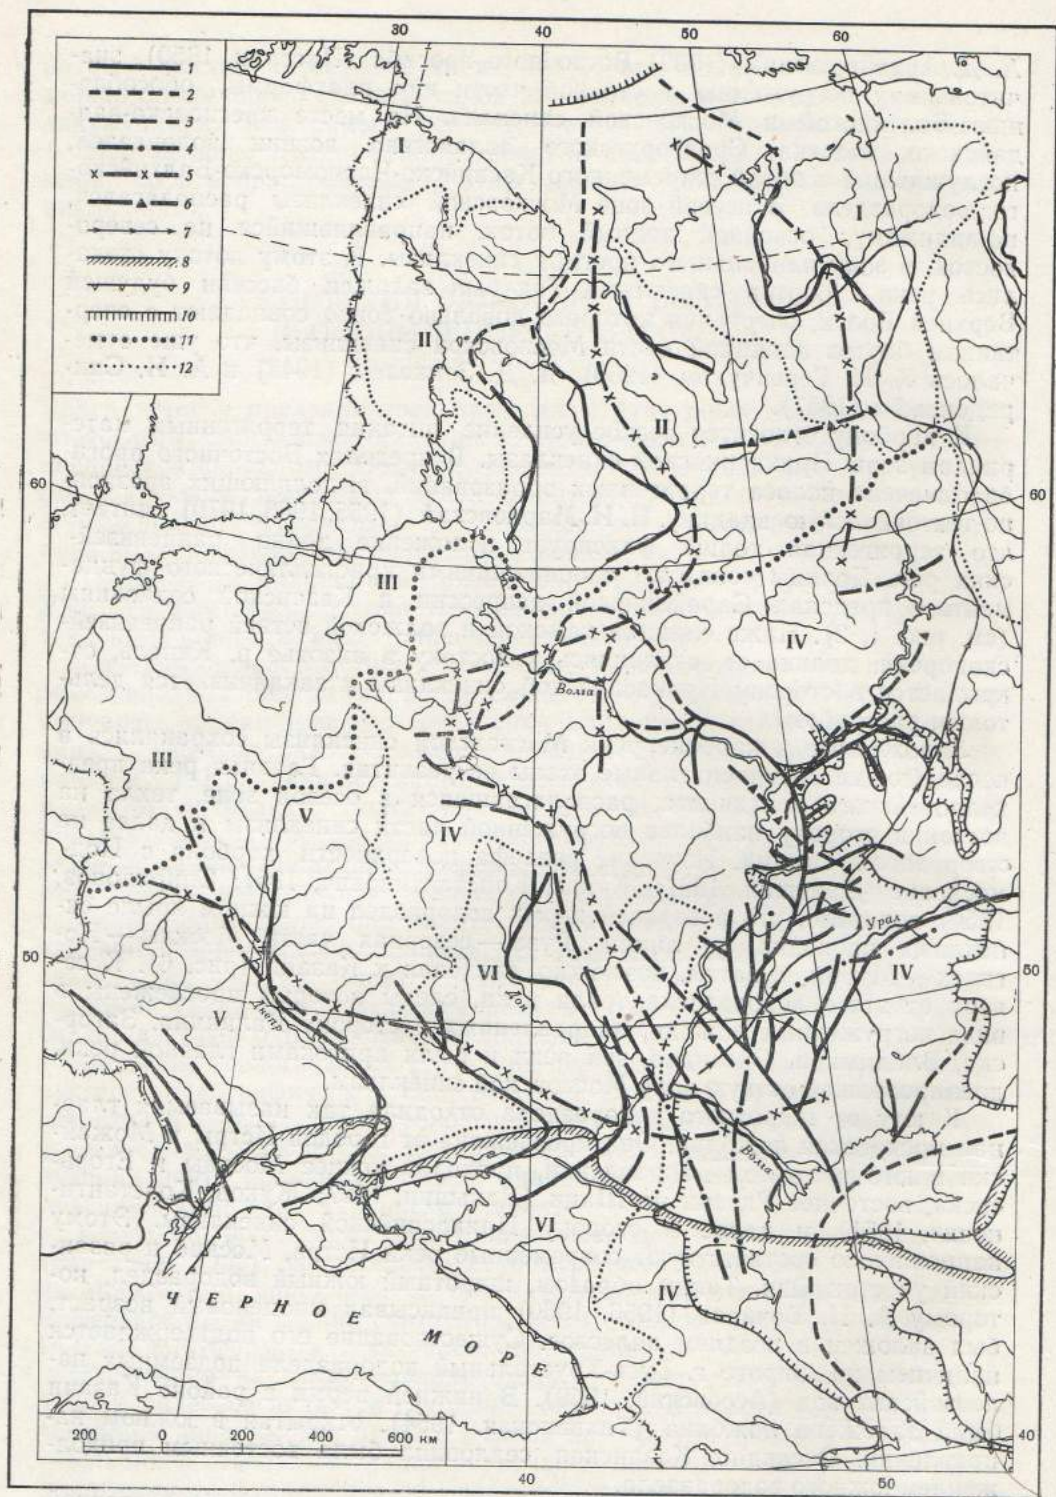 30 40 50 60
1
2
3
4
5
6
7
8
9
10
11
12
I
I
II
II
60
60
III
IV
Волга
III
V
IV
Урал
50
VI
IV
50
Дон
Днепр
V
Волга
VI
IV
ЧЕРНОЕ МОРЕ
200 0 200 400 600 км
40
40 50